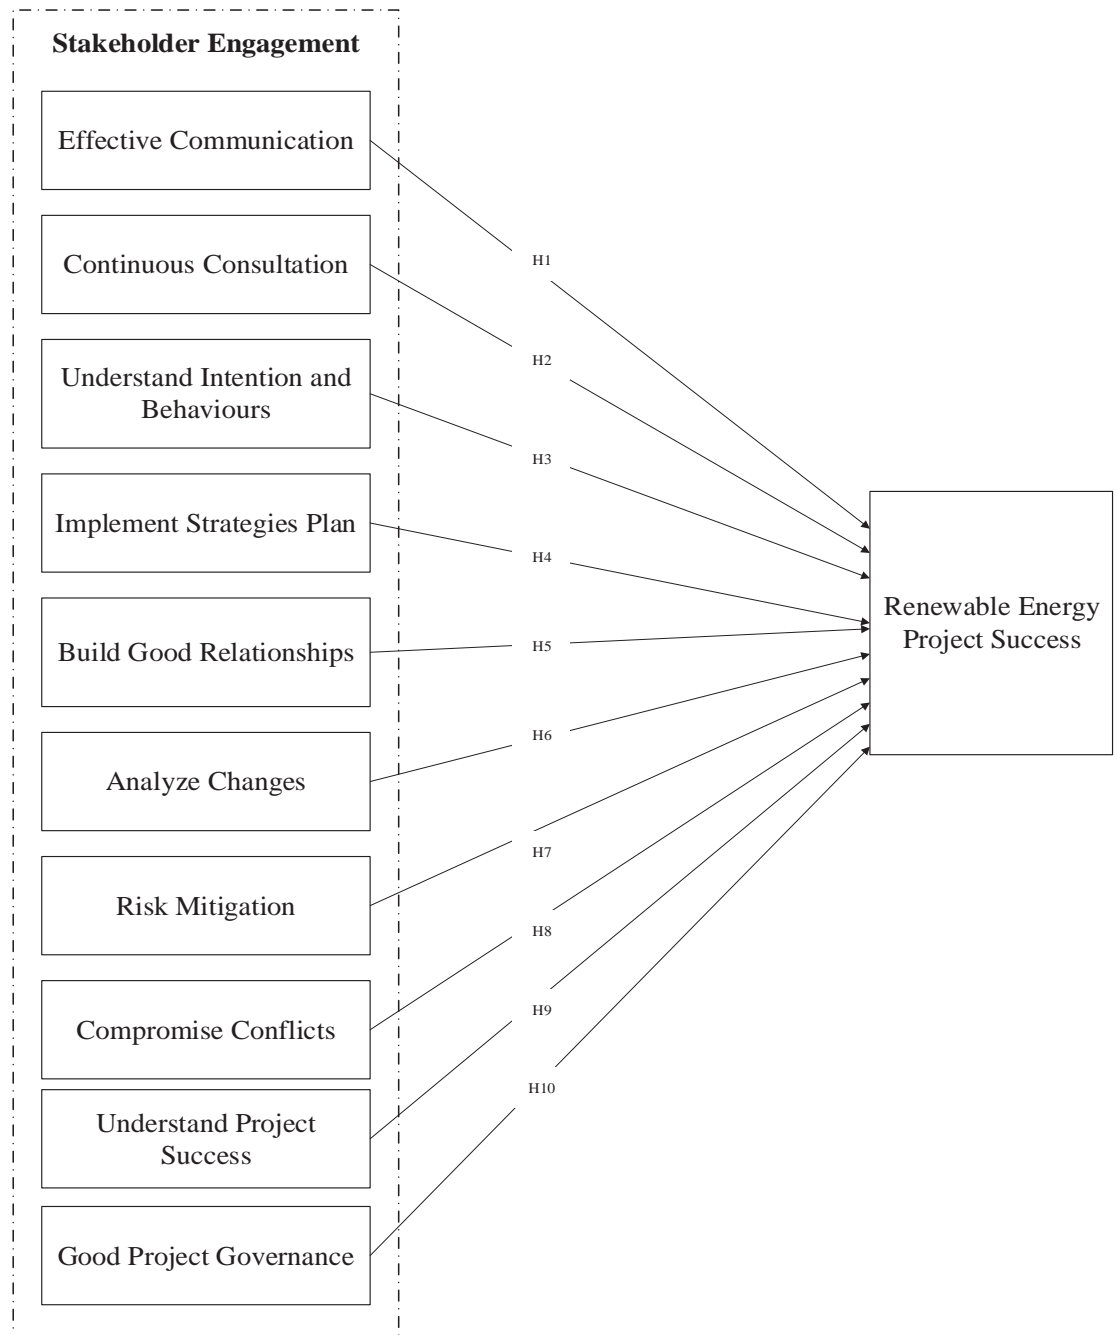 Stakeholder Engagement
Effective Communication
H1
Continuous Consultation
H2
Understand Intention and
Behaviours
H3
Implement Strategies Plan
H4
Renewable Energy
Project Success
Build Good Relationships
H5
Analyze Changes
H6
Risk Mitigation
H7
Compromise Conflicts
H8
Understand Project
Success
H9
Good Project Governance
H10